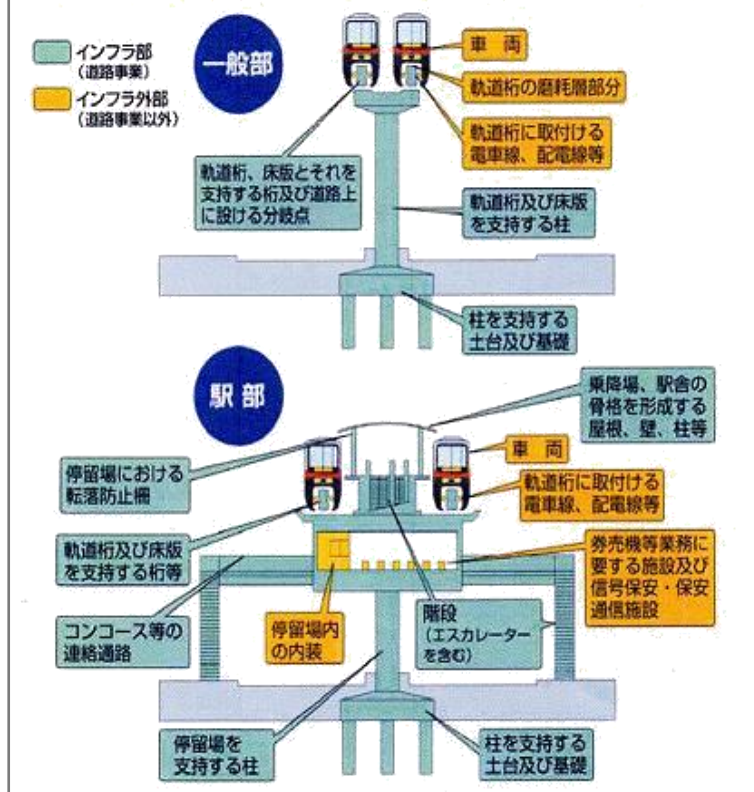 インフラ部
(道路事業)
インフラ外部
(道路事業以外)
一般部
車 両
軌道桁の磨耗層部分
軌道桁に取付ける
電車線、配電線等
軌道桁、床版とそれを
支持する桁及び道路上
に設ける分岐点
軌道桁及び床版
を支持する柱
柱を支持する
土台及び基礎
駅部
乗降場、駅舎の
骨格を形成する
屋根、壁、柱等
車 両
停留場における
転落防止柵
軌道桁に取付ける
電車線、配電線等
軌道桁及び床版
を支持する桁等
券売機等業務に
要する施設及び
信号保安・保安
通信施設
コンコース等の
連絡通路
停留場内
の内装
階段
(エスカレーター
を含む)
停留場を
支持する柱
柱を支持する
土台及び基礎